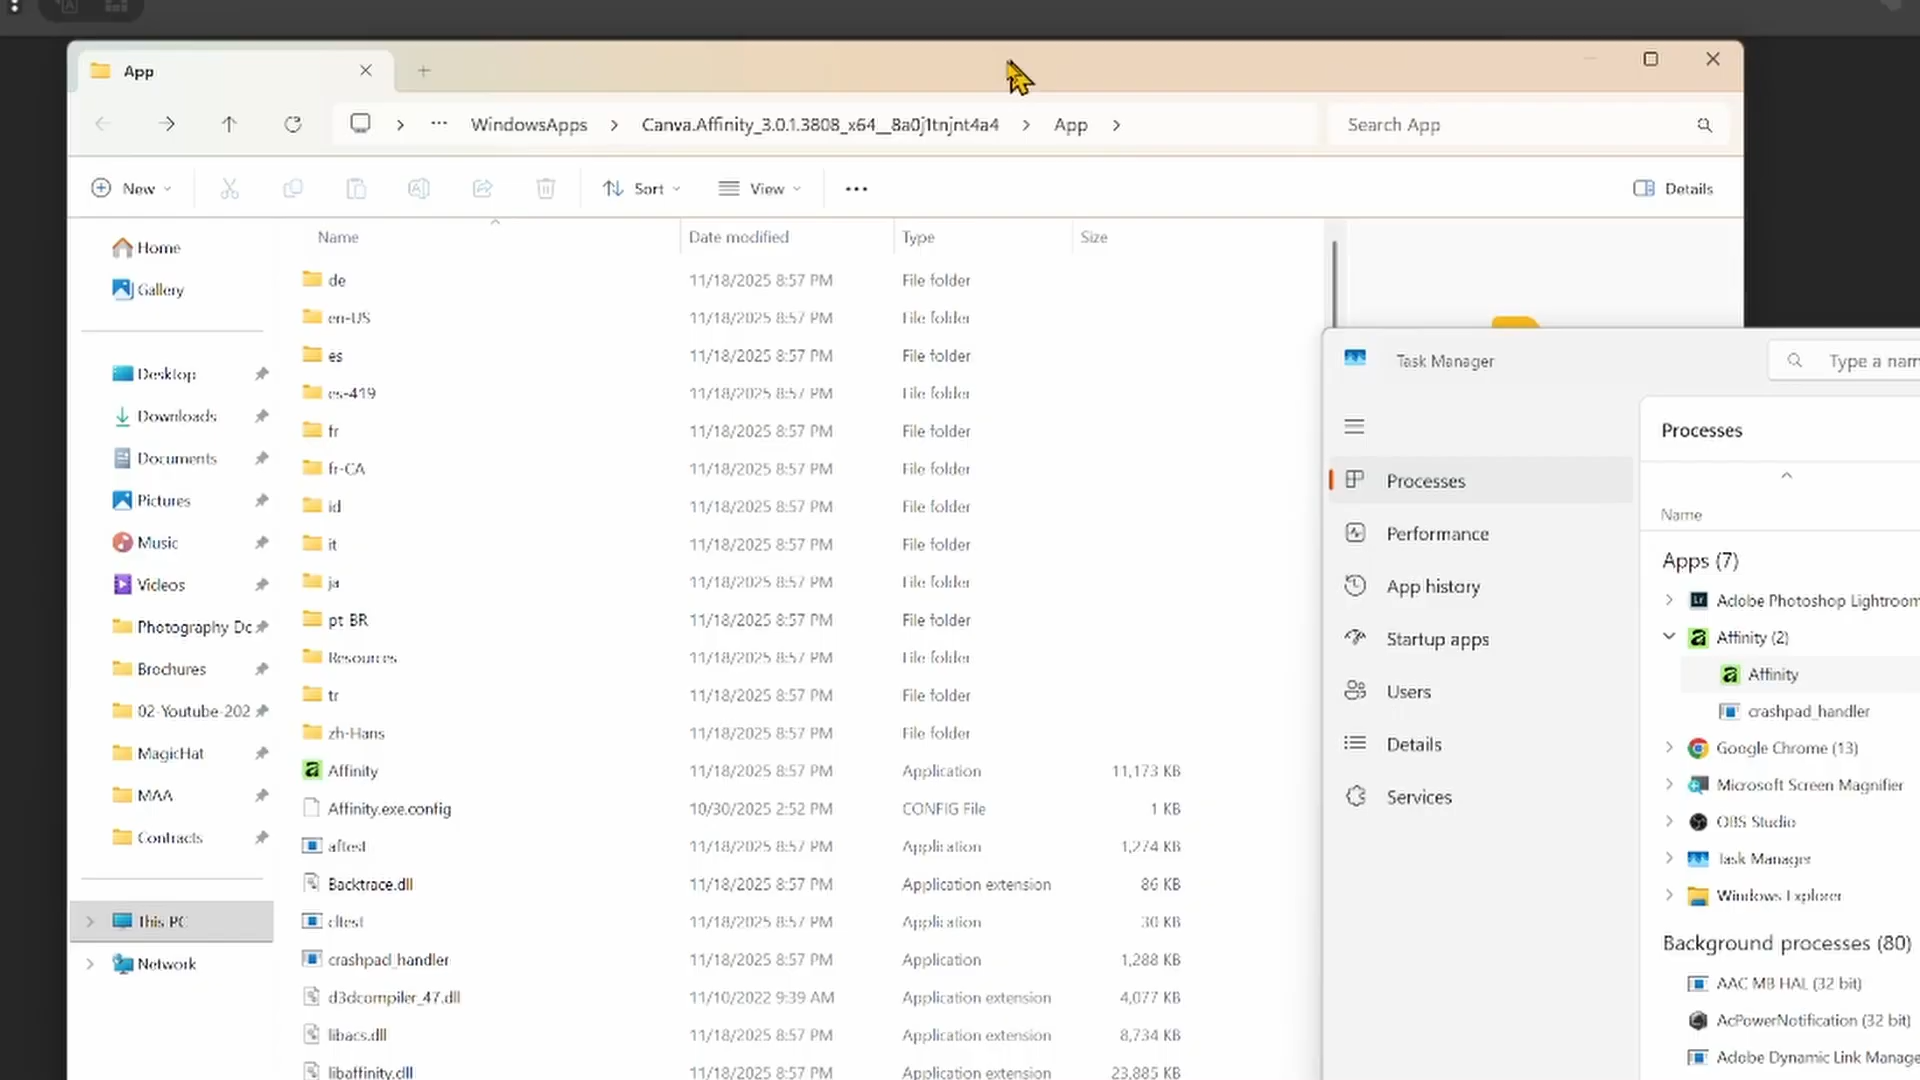 App
WindowsApps > Canva.Affinity_3.0.1.3808_x64__8a0j1tnjnt4a4 > App >
Search App
New
Sort
View
Details
Name Date modified Type Size
Home
Gallery
Desktop
Downloads
Documents
Pictures
Music
Videos
Photography Dc
Brochures
02-Youtube-202
MagicHat
MAA
Contracts
This PC
Network
de 11/18/2025 8:57 PM File folder
en-US 11/18/2025 8:57 PM File folder
es 11/18/2025 8:57 PM File folder
es-419 11/18/2025 8:57 PM File folder
fr 11/18/2025 8:57 PM File folder
fr-CA 11/18/2025 8:57 PM File folder
id 11/18/2025 8:57 PM File folder
it 11/18/2025 8:57 PM File folder
ja 11/18/2025 8:57 PM File folder
pt-BR 11/18/2025 8:57 PM File folder
Resources 11/18/2025 8:57 PM File folder
tr 11/18/2025 8:57 PM File folder
zh-Hans 11/18/2025 8:57 PM File folder
Affinity 11/18/2025 8:57 PM Application 11,173 KB
Affinity.exe.config 10/30/2025 2:52 PM CONFIG File 1 KB
aftest 11/18/2025 8:57 PM Application 1,274 KB
Backtrace.dll 11/18/2025 8:57 PM Application extension 86 KB
cltest 11/18/2025 8:57 PM Application 30 KB
crashpad_handler 11/18/2025 8:57 PM Application 1,288 KB
d3dcompiler_47.dll 11/10/2022 9:39 AM Application extension 4,077 KB
libacs.dll 11/18/2025 8:57 PM Application extension 8,734 KB
libaffinity.dll 11/18/2025 8:57 PM Application extension 23,885 KB
Task Manager
Type a nam
Processes
Performance
App history
Startup apps
Users
Details
Services
Processes
Name
Apps (7)
Adobe Photoshop Lightroom
Affinity (2)
Affinity
crashpad_handler
Google Chrome (13)
Microsoft Screen Magnifier
OBS Studio
Task Manager
Windows Explorer
Background processes (80)
AAC MB HAL (32 bit)
AcPowerNotification (32 bit)
Adobe Dynamic Link Manage